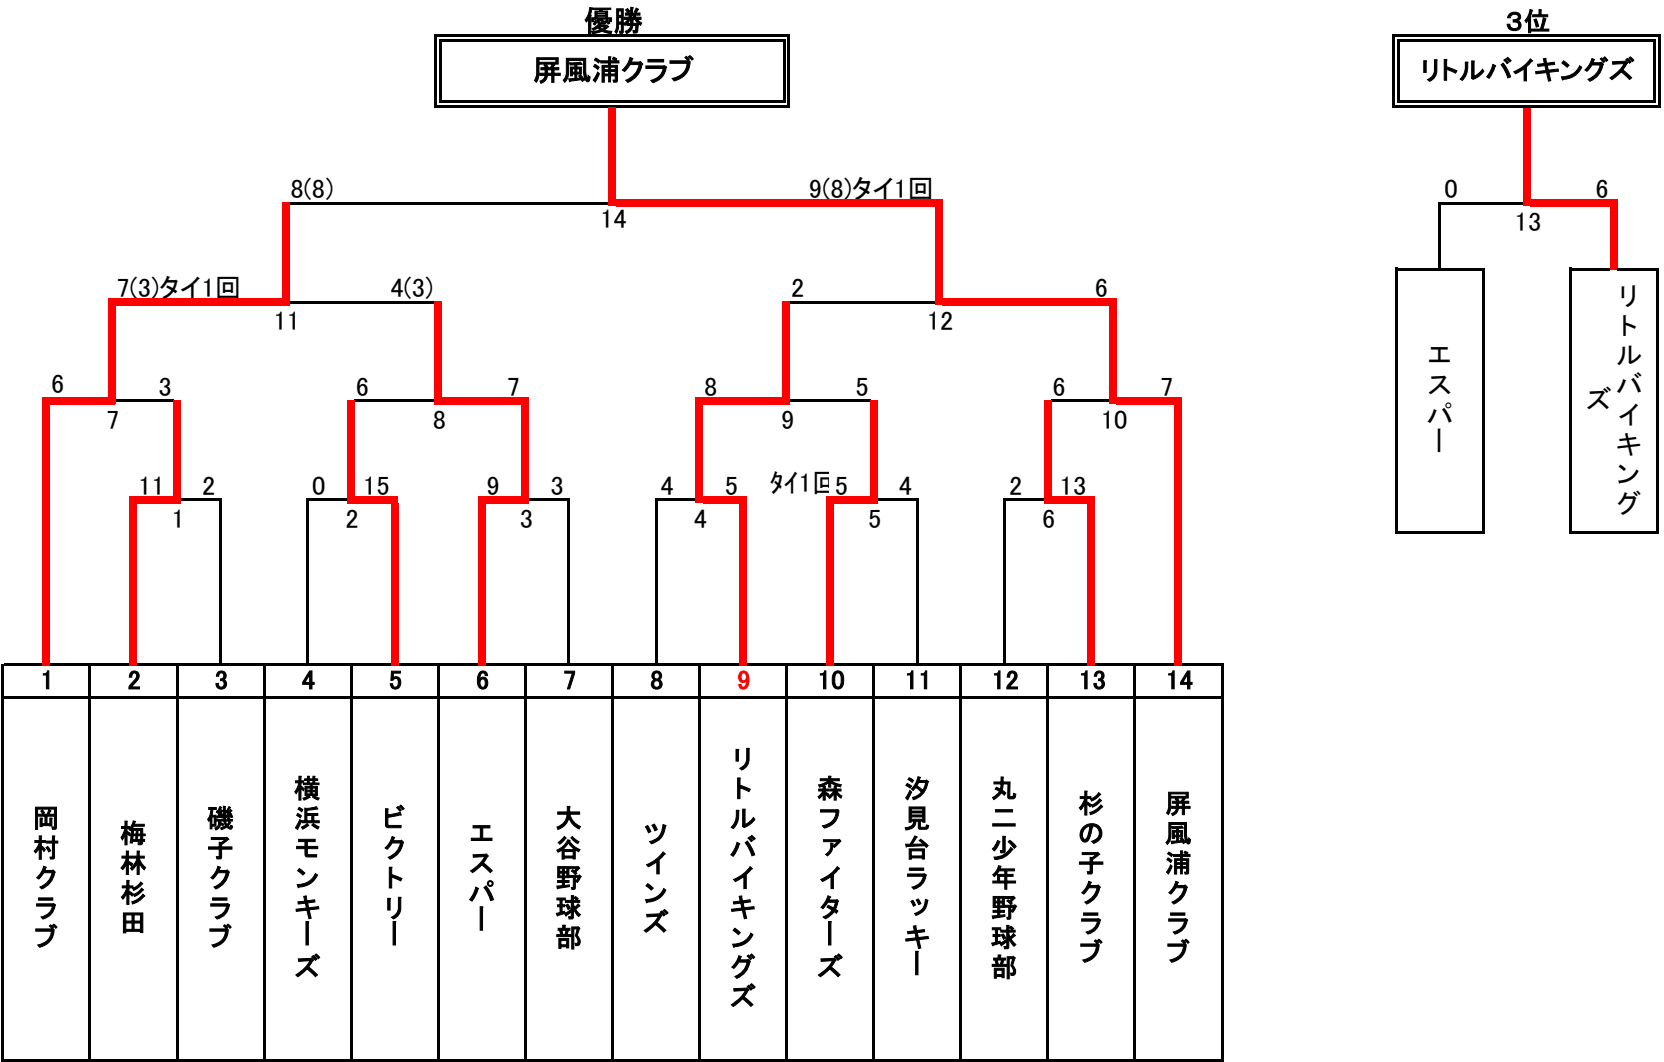 優勝
屏風浦クラブ
3位
リトルバイキングズ
8(8)
9(8)タイ1回
14
0
6
13
7(3)タイ1回
4(3)
11
2
6
12
6
3
7
6
7
8
8
5
9
6
7
10
11
2
1
0
15
2
9
3
3
4
5
4
タイ1回
5
4
5
2
13
6
エスパー
リトルバイキングズ
1
2
3
4
5
6
7
8
9
10
11
12
13
14
岡村クラブ
梅林杉田
磯子クラブ
横浜モンキーズ
ビクトリー
エスパー
大谷野球部
ツインズ
リトルバイキングズ
森ファイターズ
汐見台ラッキー
丸二少年野球部
杉の子クラブ
屏風浦クラブ